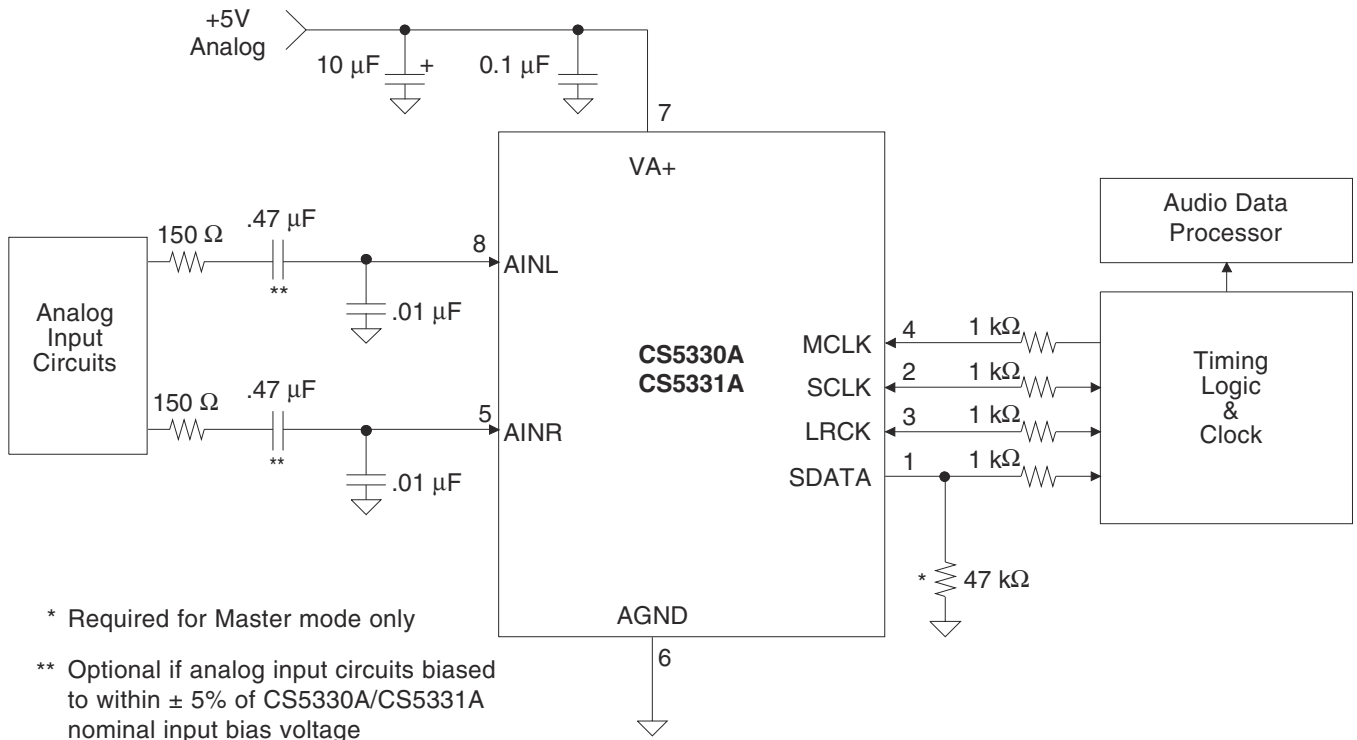 +5V
Analog
10 µF
+
0.1 µF
7
VA+
150 Ω
.47 µF
**
8
AINL
.01 µF
Analog
Input
Circuits
150 Ω
.47 µF
**
5
AINR
.01 µF
CS5330A
CS5331A
MCLK
4
1 kΩ
SCLK
2
1 kΩ
LRCK
3
1 kΩ
SDATA
1
1 kΩ
Audio Data
Processor
Timing
Logic
&
Clock
* 47 kΩ
AGND
6
* Required for Master mode only
** Optional if analog input circuits biased
to within ± 5% of CS5330A/CS5331A
nominal input bias voltage